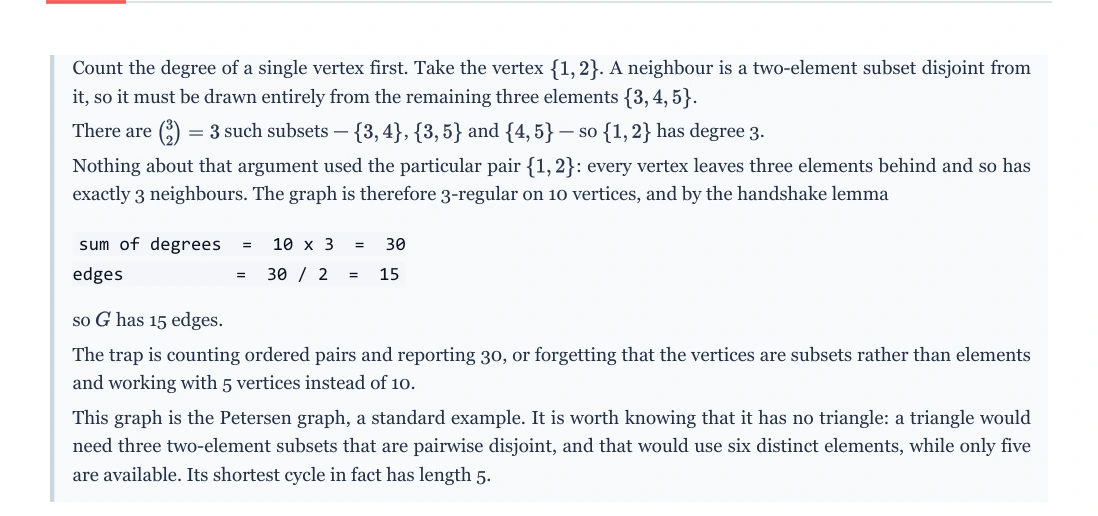 Count the degree of a single vertex first. Take the vertex {1, 2}. A neighbour is a two-element subset disjoint from
it, so it must be drawn entirely from the remaining three elements {3, 4, 5}.
There are (3 2) = 3 such subsets — {3, 4}, {3, 5} and {4, 5} — so {1, 2} has degree 3.
Nothing about that argument used the particular pair {1, 2}: every vertex leaves three elements behind and so has
exactly 3 neighbours. The graph is therefore 3-regular on 10 vertices, and by the handshake lemma
sum of degrees = 10 x 3 = 30
edges = 30 / 2 = 15
so G has 15 edges.
The trap is counting ordered pairs and reporting 30, or forgetting that the vertices are subsets rather than elements
and working with 5 vertices instead of 10.
This graph is the Petersen graph, a standard example. It is worth knowing that it has no triangle: a triangle would
need three two-element subsets that are pairwise disjoint, and that would use six distinct elements, while only five
are available. Its shortest cycle in fact has length 5.